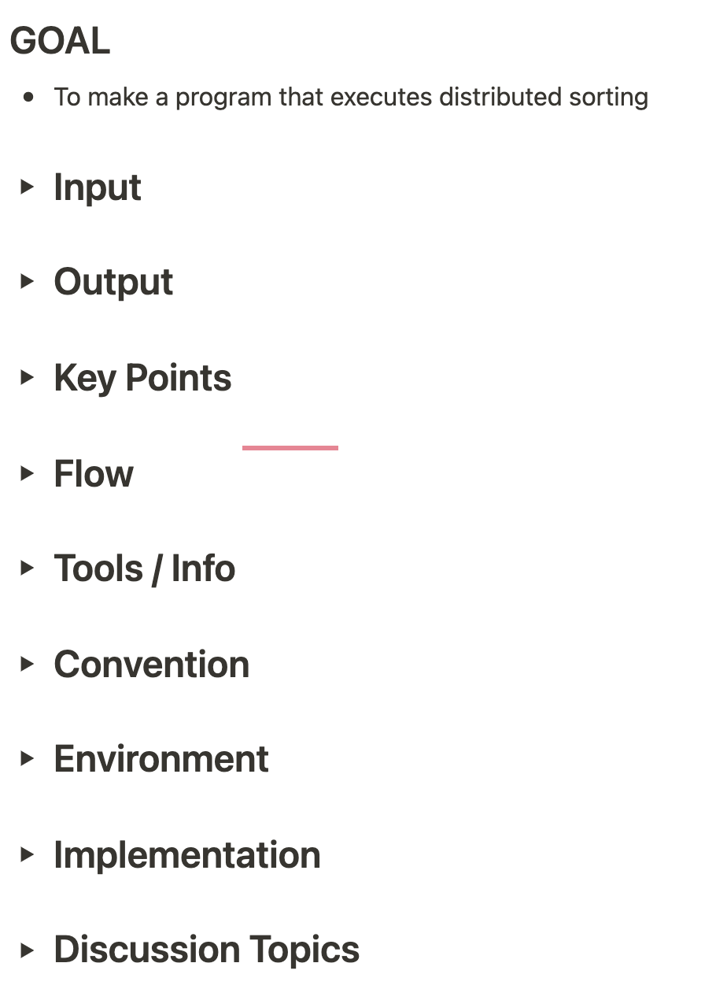 GOAL
To make a program that executes distributed sorting
Input
Output
Key Points
Flow
Tools / Info
Convention
Environment
Implementation
Discussion Topics